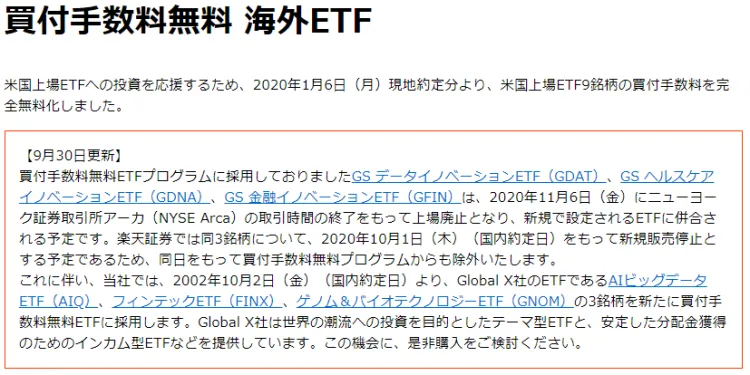 買付手数料無料 海外ETF
米国上場ETFへの投資を応援するため、2020年1月6日（月）現地約定分より、米国上場ETF9銘柄の買付手数料を完
全無料化しました。
【9月30日更新】
買付手数料無料ETFプログラムに採用しておりましたGS データイノベーションETF（GDAT）、GS ヘルスケア
イノベーションETF（GDNA）、GS 金融イノベーションETF（GFIN）は、2020年11月6日（金）にニューヨー
ク証券取引所アーカ（NYSE Arca）の取引時間の終了をもって上場廃止となり、新規で設定されるETFに併合さ
れる予定です。楽天証券では同3銘柄について、2020年10月1日（木）（国内約定日）をもって新規販売停止と
する予定であるため、同日をもって買付手数料無料プログラムからも除外いたします。
これに伴い、当社では、2002年10月2日（金）（国内約定日）より、Global X社のETFであるAIビッグデータ
ETF（AIQ）、フィンテックETF（FINX）、ゲノム＆バイオテクノロジーETF（GNOM）の3銘柄を新たに買付手
数料無料ETFに採用します。Global X社は世界の潮流への投資を目的としたテーマ型ETFと、安定した分配金獲得
のためのインカム型ETFなどを提供しています。この機会に、是非購入をご検討ください。